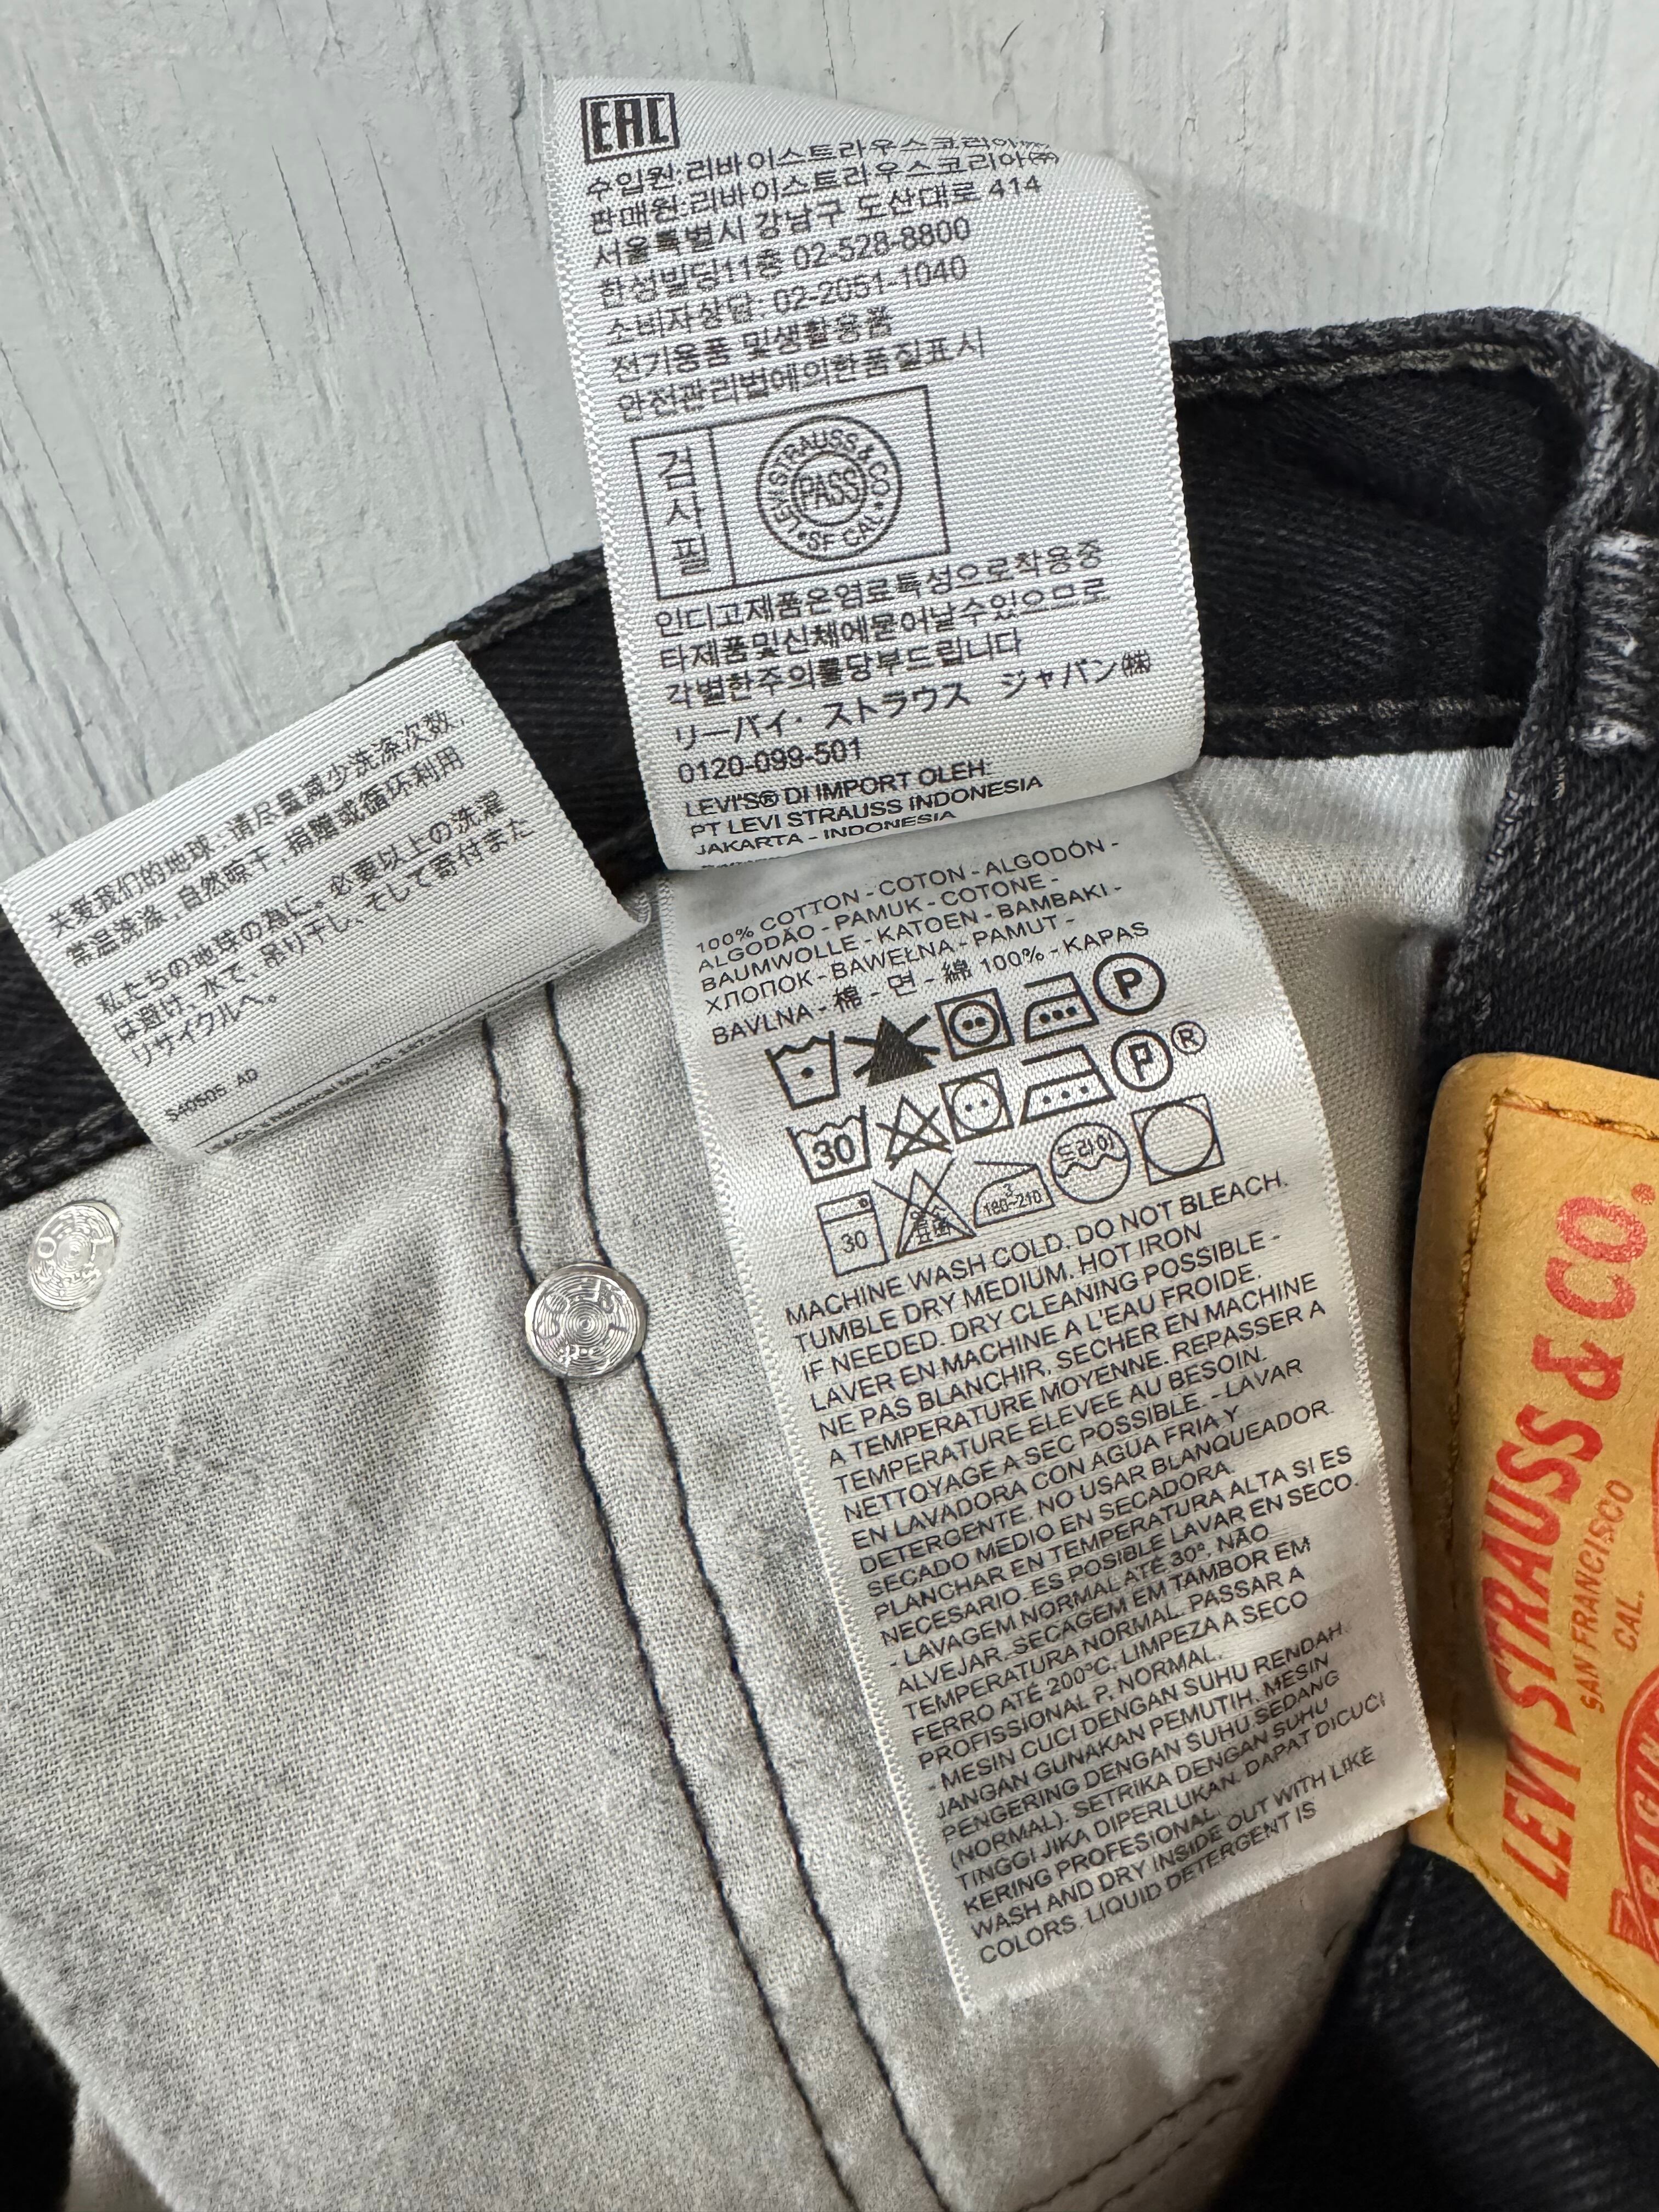 EAC
수입원:리바이스트라우스코리아㈜
판매원:리바이스트라우스코리아㈜
서울특별시 강남구 도산대로 414
한성빌딩11층 02-528-8800
소비자상담: 02-2051-1040
전기용품 및생활용품
안전관리법에의한품질표시
검사필
LEVI STRAUSS & CO
PASS
SF CAL
인디고제품은염료특성으로착용중
타제품및신체에묻어날수있으므로
각별한주의를당부드립니다
リーバイ・ストラウス ジャパン㈱
0120-099-501
LEVI'S® DI IMPORT OLEH:
PT LEVI STRAUSS INDONESIA
JAKARTA - INDONESIA
关爱我们的地球,请尽量减少洗涤次数,
常温洗涤,自然晾干,捐赠或循环利用
私たちの地球の為に。必要以上の洗濯
は避け、水で、吊り干し、そして寄付また
リサイクルへ。
S40505 AD
100% COTTON - COTON - ALGODÓN -
ALGODÃO - PAMUK - COTONE -
BAUMWOLLE - KATOEN - BAMBAKI -
ХЛОПОК - BAWEŁNA - PAMUT -
BAVLNA - 棉 - 면 - 綿 100% - KAPAS
P
30 P ®
30 표백 3 180~210 드라이
MACHINE WASH COLD. DO NOT BLEACH.
TUMBLE DRY MEDIUM. HOT IRON
IF NEEDED. DRY CLEANING POSSIBLE -
LAVER EN MACHINE A L'EAU FROIDE.
NE PAS BLANCHIR. SECHER EN MACHINE
A TEMPERATURE MOYENNE. REPASSER A
TEMPERATURE ELEVEE AU BESOIN.
NETTOYAGE A SEC POSSIBLE. - LAVAR
EN LAVADORA CON AGUA FRIA Y
DETERGENTE. NO USAR BLANQUEADOR.
SECADO MEDIO EN SECADORA.
PLANCHAR EN TEMPERATURA ALTA SI ES
NECESARIO. ES POSIBLE LAVAR EN SECO.
- LAVAGEM NORMAL ATÉ 30°, NÃO
ALVEJAR. SECAGEM EM TAMBOR EM
TEMPERATURA NORMAL. PASSAR A
FERRO ATÉ 200°C, LIMPEZA A SECO
PROFISSIONAL P, NORMAL.
- MESIN CUCI DENGAN SUHU RENDAH.
JANGAN GUNAKAN PEMUTIH. MESIN
PENGERING DENGAN SUHU SEDANG
(NORMAL). SETRIKA DENGAN SUHU
TINGGI JIKA DIPERLUKAN. DAPAT DICUCI
KERING PROFESIONAL.
WASH AND DRY INSIDE OUT WITH LIKE
COLORS. LIQUID DETERGENT IS
LEVI STRAUSS & CO.
SAN FRANCISCO
CAL.